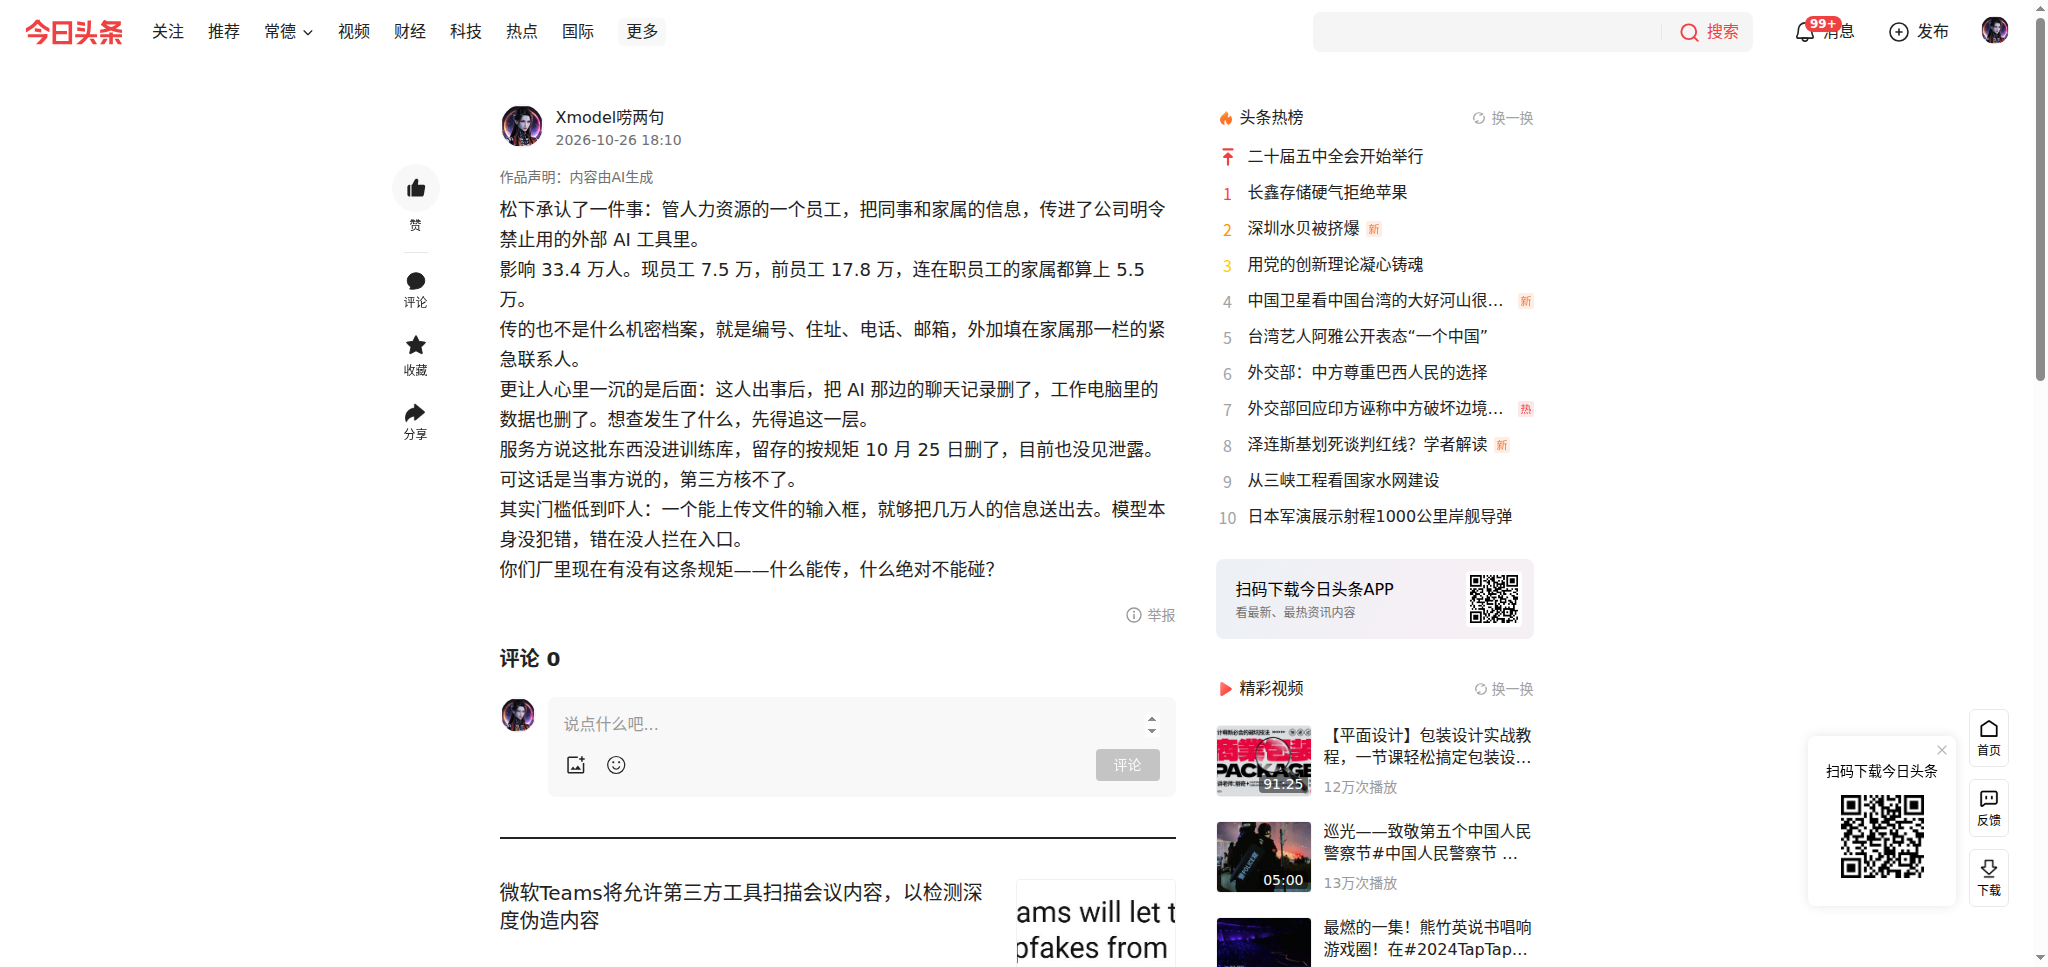 今日头条
关注 推荐 常德 视频 财经 科技 热点 国际 更多
搜索
99+
消息
发布
Xmodel唠两句
2026-10-26 18:10
作品声明：内容由AI生成
松下承认了一件事：管人力资源的一个员工，把同事和家属的信息，传进了公司明令
禁止用的外部 AI 工具里。
影响 33.4 万人。现员工 7.5 万，前员工 17.8 万，连在职员工的家属都算上 5.5
万。
传的也不是什么机密档案，就是编号、住址、电话、邮箱，外加填在家属那一栏的紧
急联系人。
更让人心里一沉的是后面：这人出事后，把 AI 那边的聊天记录删了，工作电脑里的
数据也删了。想查发生了什么，先得追这一层。
服务方说这批东西没进训练库，留存的按规矩 10 月 25 日删了，目前也没见泄露。
可这话是当事方说的，第三方核不了。
其实门槛低到吓人：一个能上传文件的输入框，就够把几万人的信息送出去。模型本
身没犯错，错在没人拦在入口。
你们厂里现在有没有这条规矩——什么能传，什么绝对不能碰？
赞
评论
收藏
分享
举报
评论 0
说点什么吧...
评论
微软Teams将允许第三方工具扫描会议内容，以检测深
度伪造内容
ams will let t
pfakes from
头条热榜
换一换
二十届五中全会开始举行
1 长鑫存储硬气拒绝苹果
2 深圳水贝被挤爆 新
3 用党的创新理论凝心铸魂
4 中国卫星看中国台湾的大好河山很... 新
5 台湾艺人阿雅公开表态“一个中国”
6 外交部：中方尊重巴西人民的选择
7 外交部回应印方诬称中方破坏边境... 热
8 泽连斯基划死谈判红线？学者解读 新
9 从三峡工程看国家水网建设
10 日本军演展示射程1000公里岸舰导弹
扫码下载今日头条APP
看最新、最热资讯内容
精彩视频
换一换
商業包裝
PACKAGE
91:25
【平面设计】包装设计实战教
程，一节课轻松搞定包装设...
12万次播放
05:00
巡光——致敬第五个中国人民
警察节#中国人民警察节 ...
13万次播放
最燃的一集！熊竹英说书唱响
游戏圈！在#2024TapTap...
扫码下载今日头条
首页
反馈
下载